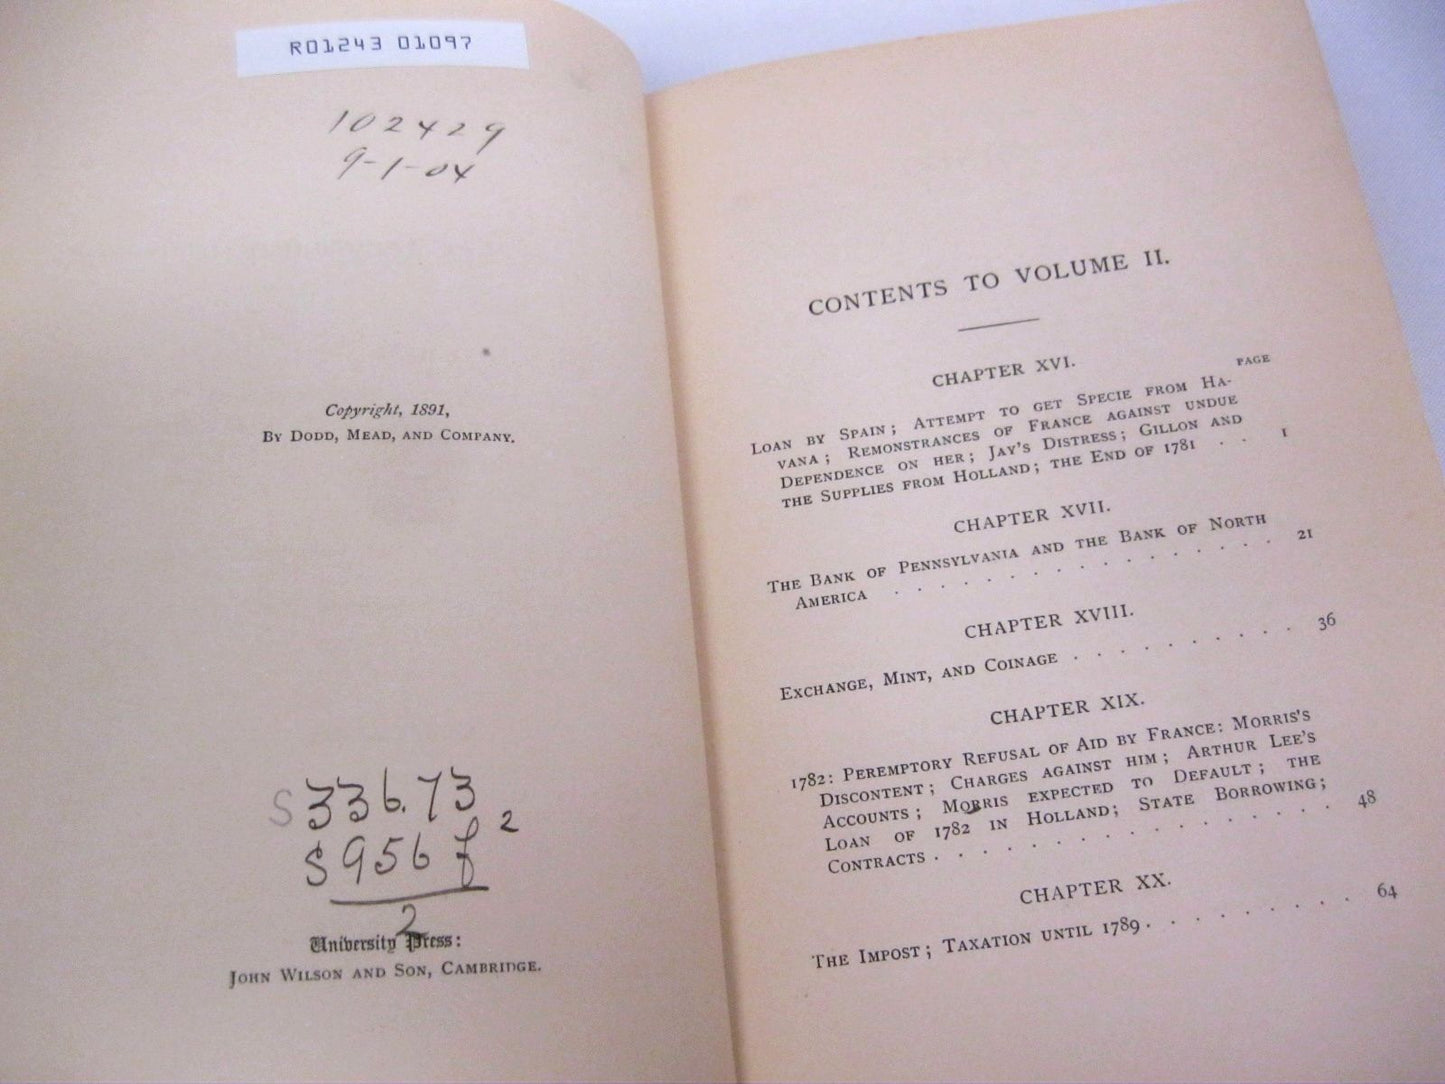 R01243 01097
102429
9-1-04
Copyright, 1891,
By Dodd, Mead, and Company.
S 336.73
S956f 2
2
University Press:
John Wilson and Son, Cambridge.
CONTENTS TO VOLUME II.
CHAPTER XVI.
PAGE
Loan by Spain; Attempt to get Specie from Ha-
vana; Remonstrances of France against undue
Dependence on her; Jay's Distress; Gillon and
the Supplies from Holland; the End of 1781 . . 1
CHAPTER XVII.
The Bank of Pennsylvania and the Bank of North
America . . . . . . . . . . . . . . . 21
CHAPTER XVIII.
Exchange, Mint, and Coinage . . . . . . . . . . 36
CHAPTER XIX.
1782: Peremptory Refusal of Aid by France: Morris's
Discontent; Charges against him; Arthur Lee's
Accounts; Morris expected to Default; the
Loan of 1782 in Holland; State Borrowing;
Contracts . . . . . . . . . . . . . . . . 48
CHAPTER XX.
The Impost; Taxation until 1789 . . . . . . . . . 64